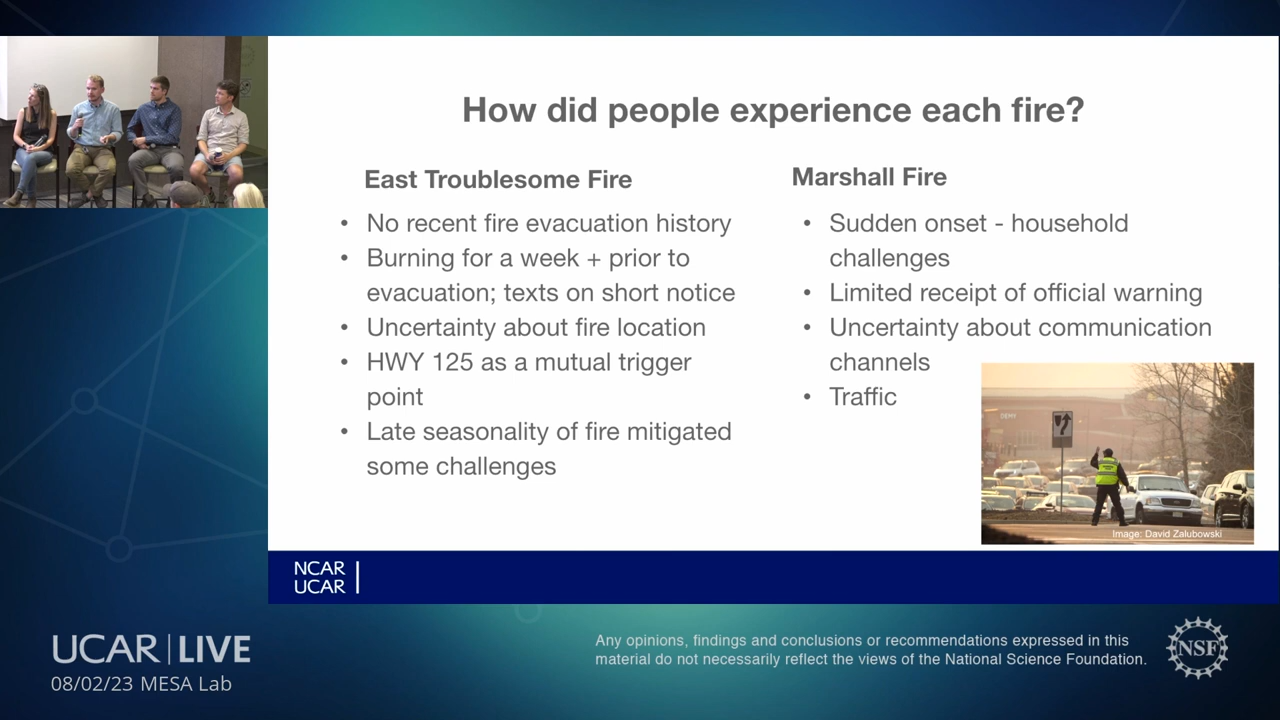 How did people experience each fire?
East Troublesome Fire
• No recent fire evacuation history
• Burning for a week + prior to
evacuation; texts on short notice
• Uncertainty about fire location
• HWY 125 as a mutual trigger
point
• Late seasonality of fire mitigated
some challenges
Marshall Fire
• Sudden onset - household
challenges
• Limited receipt of official warning
• Uncertainty about communication
channels
• Traffic
Image: David Zalubowski
NCAR
UCAR
UCAR | LIVE
08/02/23 MESA Lab
Any opinions, findings and conclusions or recommendations expressed in this
material do not necessarily reflect the views of the National Science Foundation.
NSF